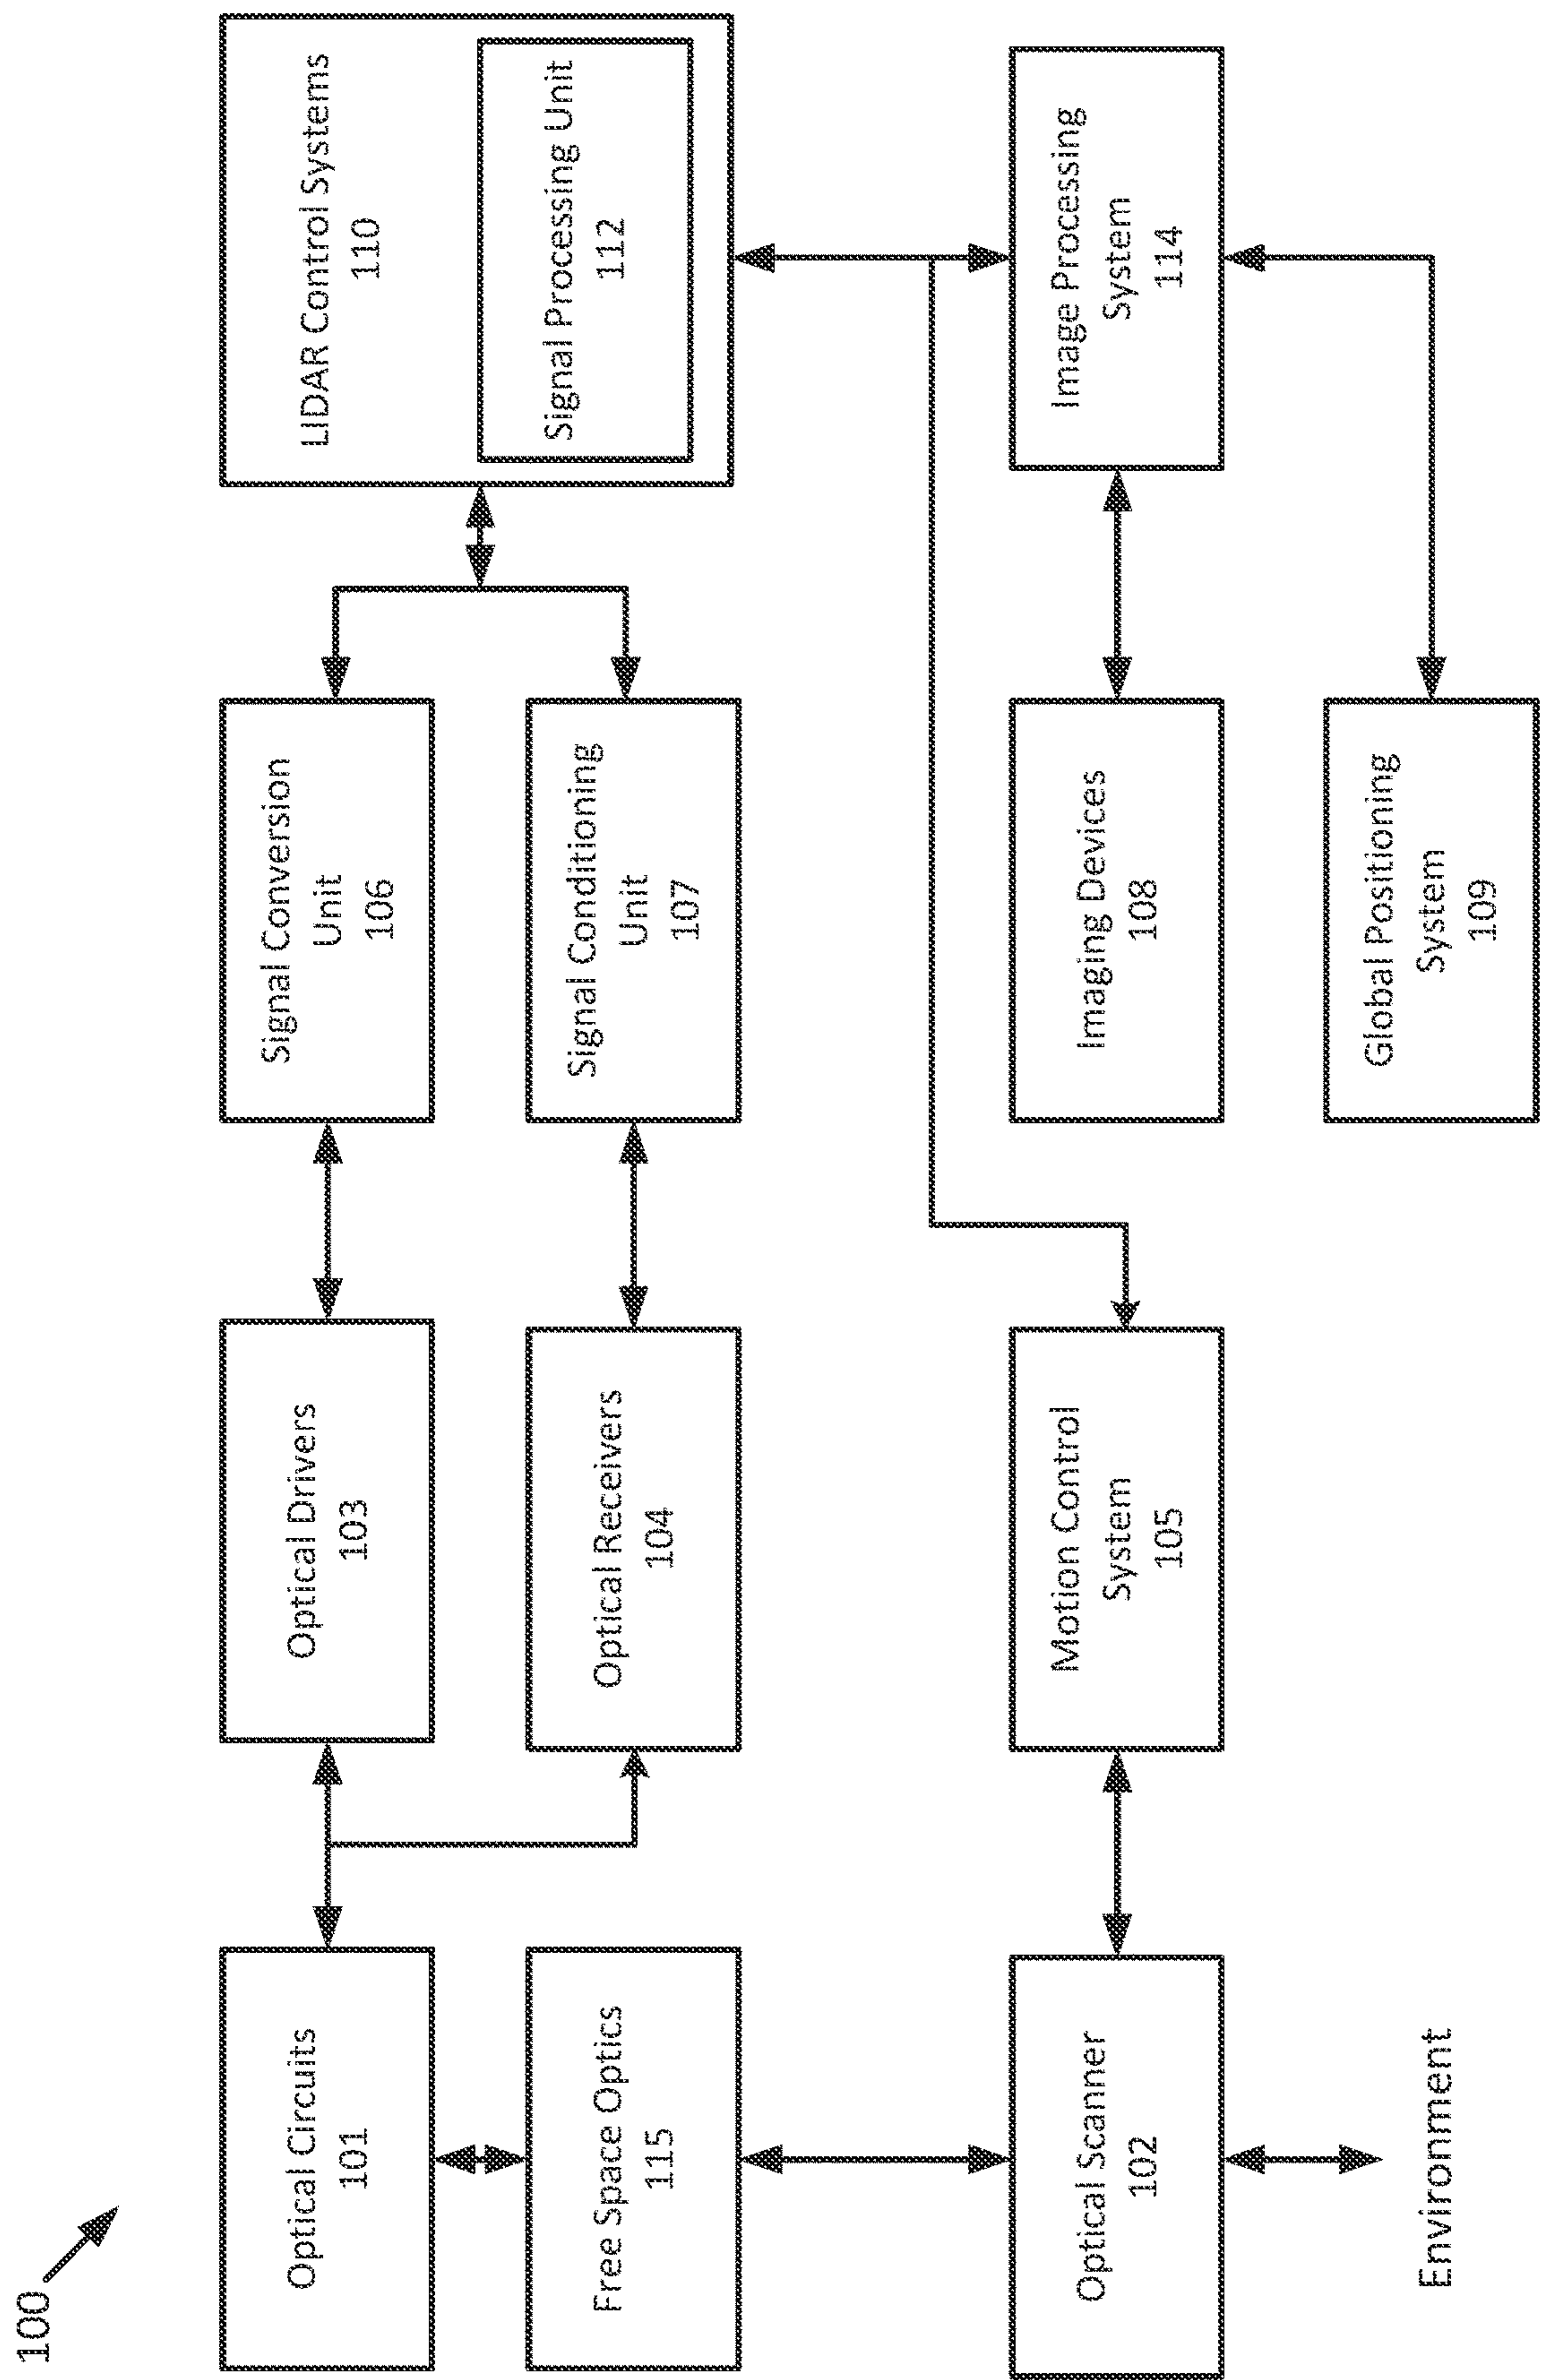 100
Optical Circuits
101
Optical Drivers
103
Signal Conversion
Unit
106
LIDAR Control Systems
110
Signal Processing Unit
112
Free Space Optics
115
Optical Receivers
104
Signal Conditioning
Unit
107
Optical Scanner
102
Motion Control
System
105
Imaging Devices
108
Image Processing
System
114
Environment
Global Positioning
System
109